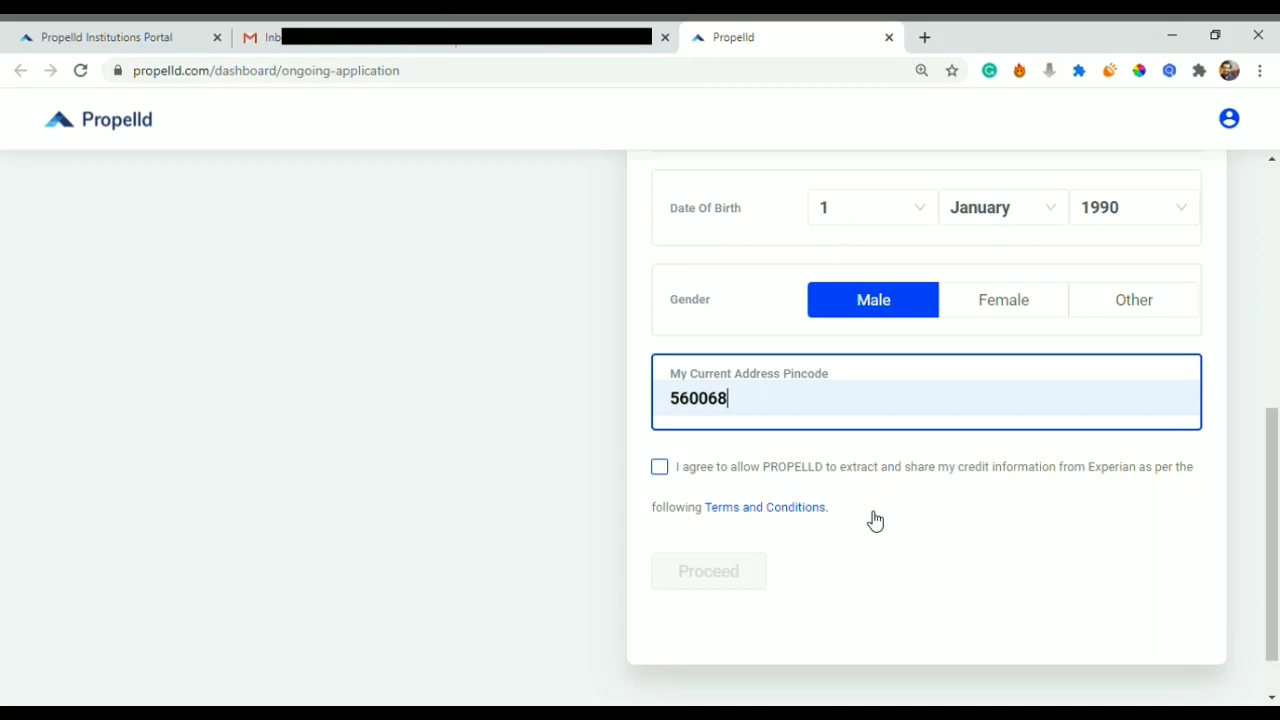 Propelld Institutions Portal
Inb
Propelld
propelld.com/dashboard/ongoing-application
Propelld
Date Of Birth
1
January
1990
Gender
Male
Female
Other
My Current Address Pincode
560068
I agree to allow PROPELLD to extract and share my credit information from Experian as per the
following Terms and Conditions.
Proceed